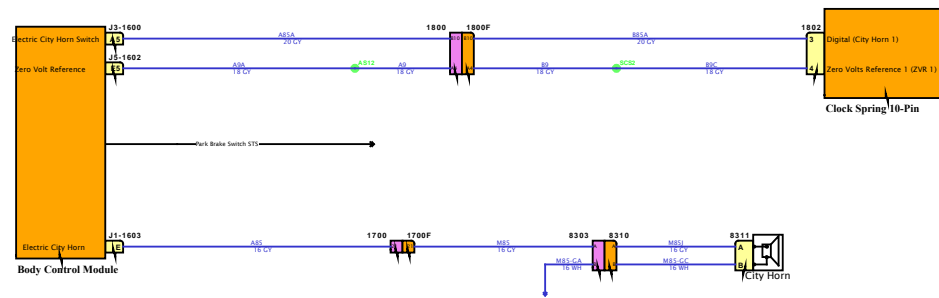 J3-1600
1800
1800F
1802
Electric City Horn Switch
A5
A85A
20 GY
B10
B10
B85A
20 GY
3
Digital (City Horn 1)
J5-1602
Zero Volt Reference
E5
A9A
18 GY
AS12
A9
18 GY
B9
18 GY
B9C
18 GY
4
Zero Volts Reference 1 (ZVR 1)
Clock Spring 10-Pin
Park Brake Switch STS
J1-1603
1700
1700F
8303
8310
8311
Electric City Horn
E
A85
16 GY
M85
16 GY
A
M85J
16 GY
A
M85-GA
16 WH
M85-GC
16 WH
B
City Horn
Body Control Module